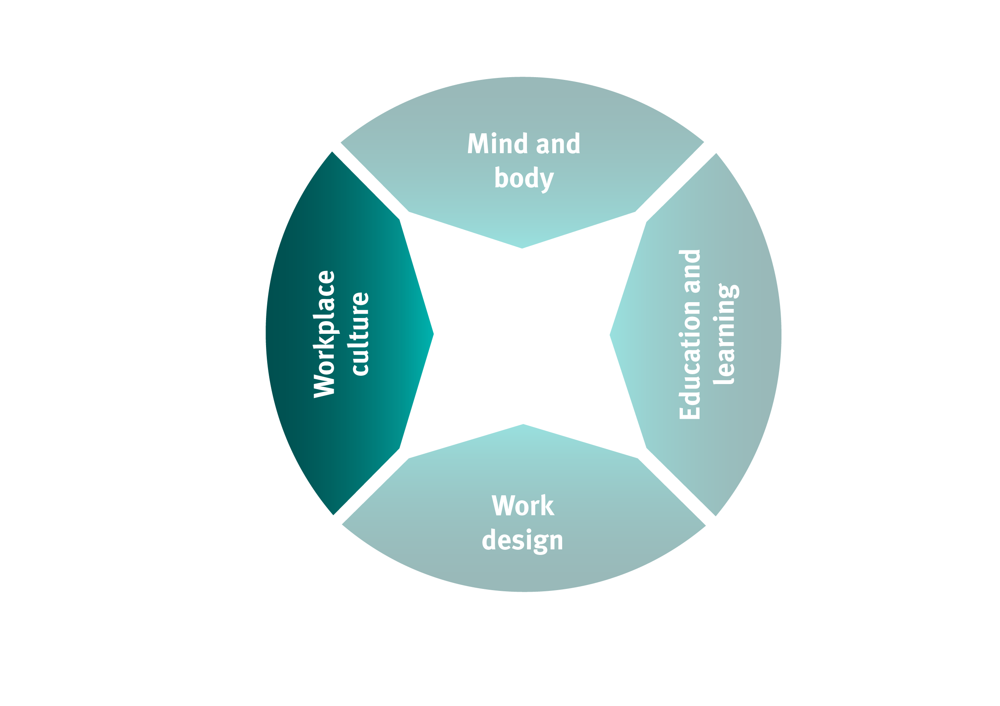 Mind and
body
Workplace
culture
Education and
learning
Work
design